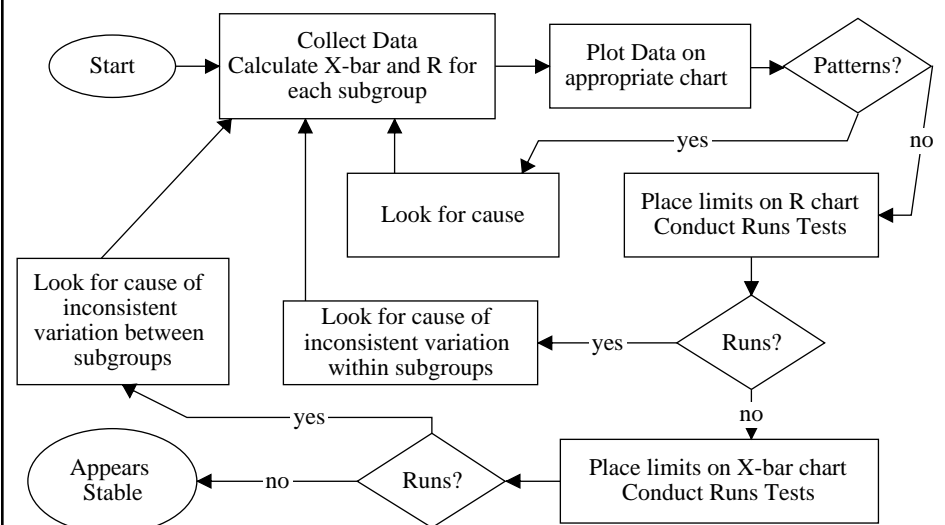 Start
Collect Data
Calculate X-bar and R for
each subgroup
Plot Data on
appropriate chart
Patterns?
yes
no
Look for cause
Place limits on R chart
Conduct Runs Tests
Runs?
yes
Look for cause of
inconsistent variation
within subgroups
Look for cause of
inconsistent
variation between
subgroups
no
Place limits on X-bar chart
Conduct Runs Tests
Runs?
yes
no
Appears
Stable